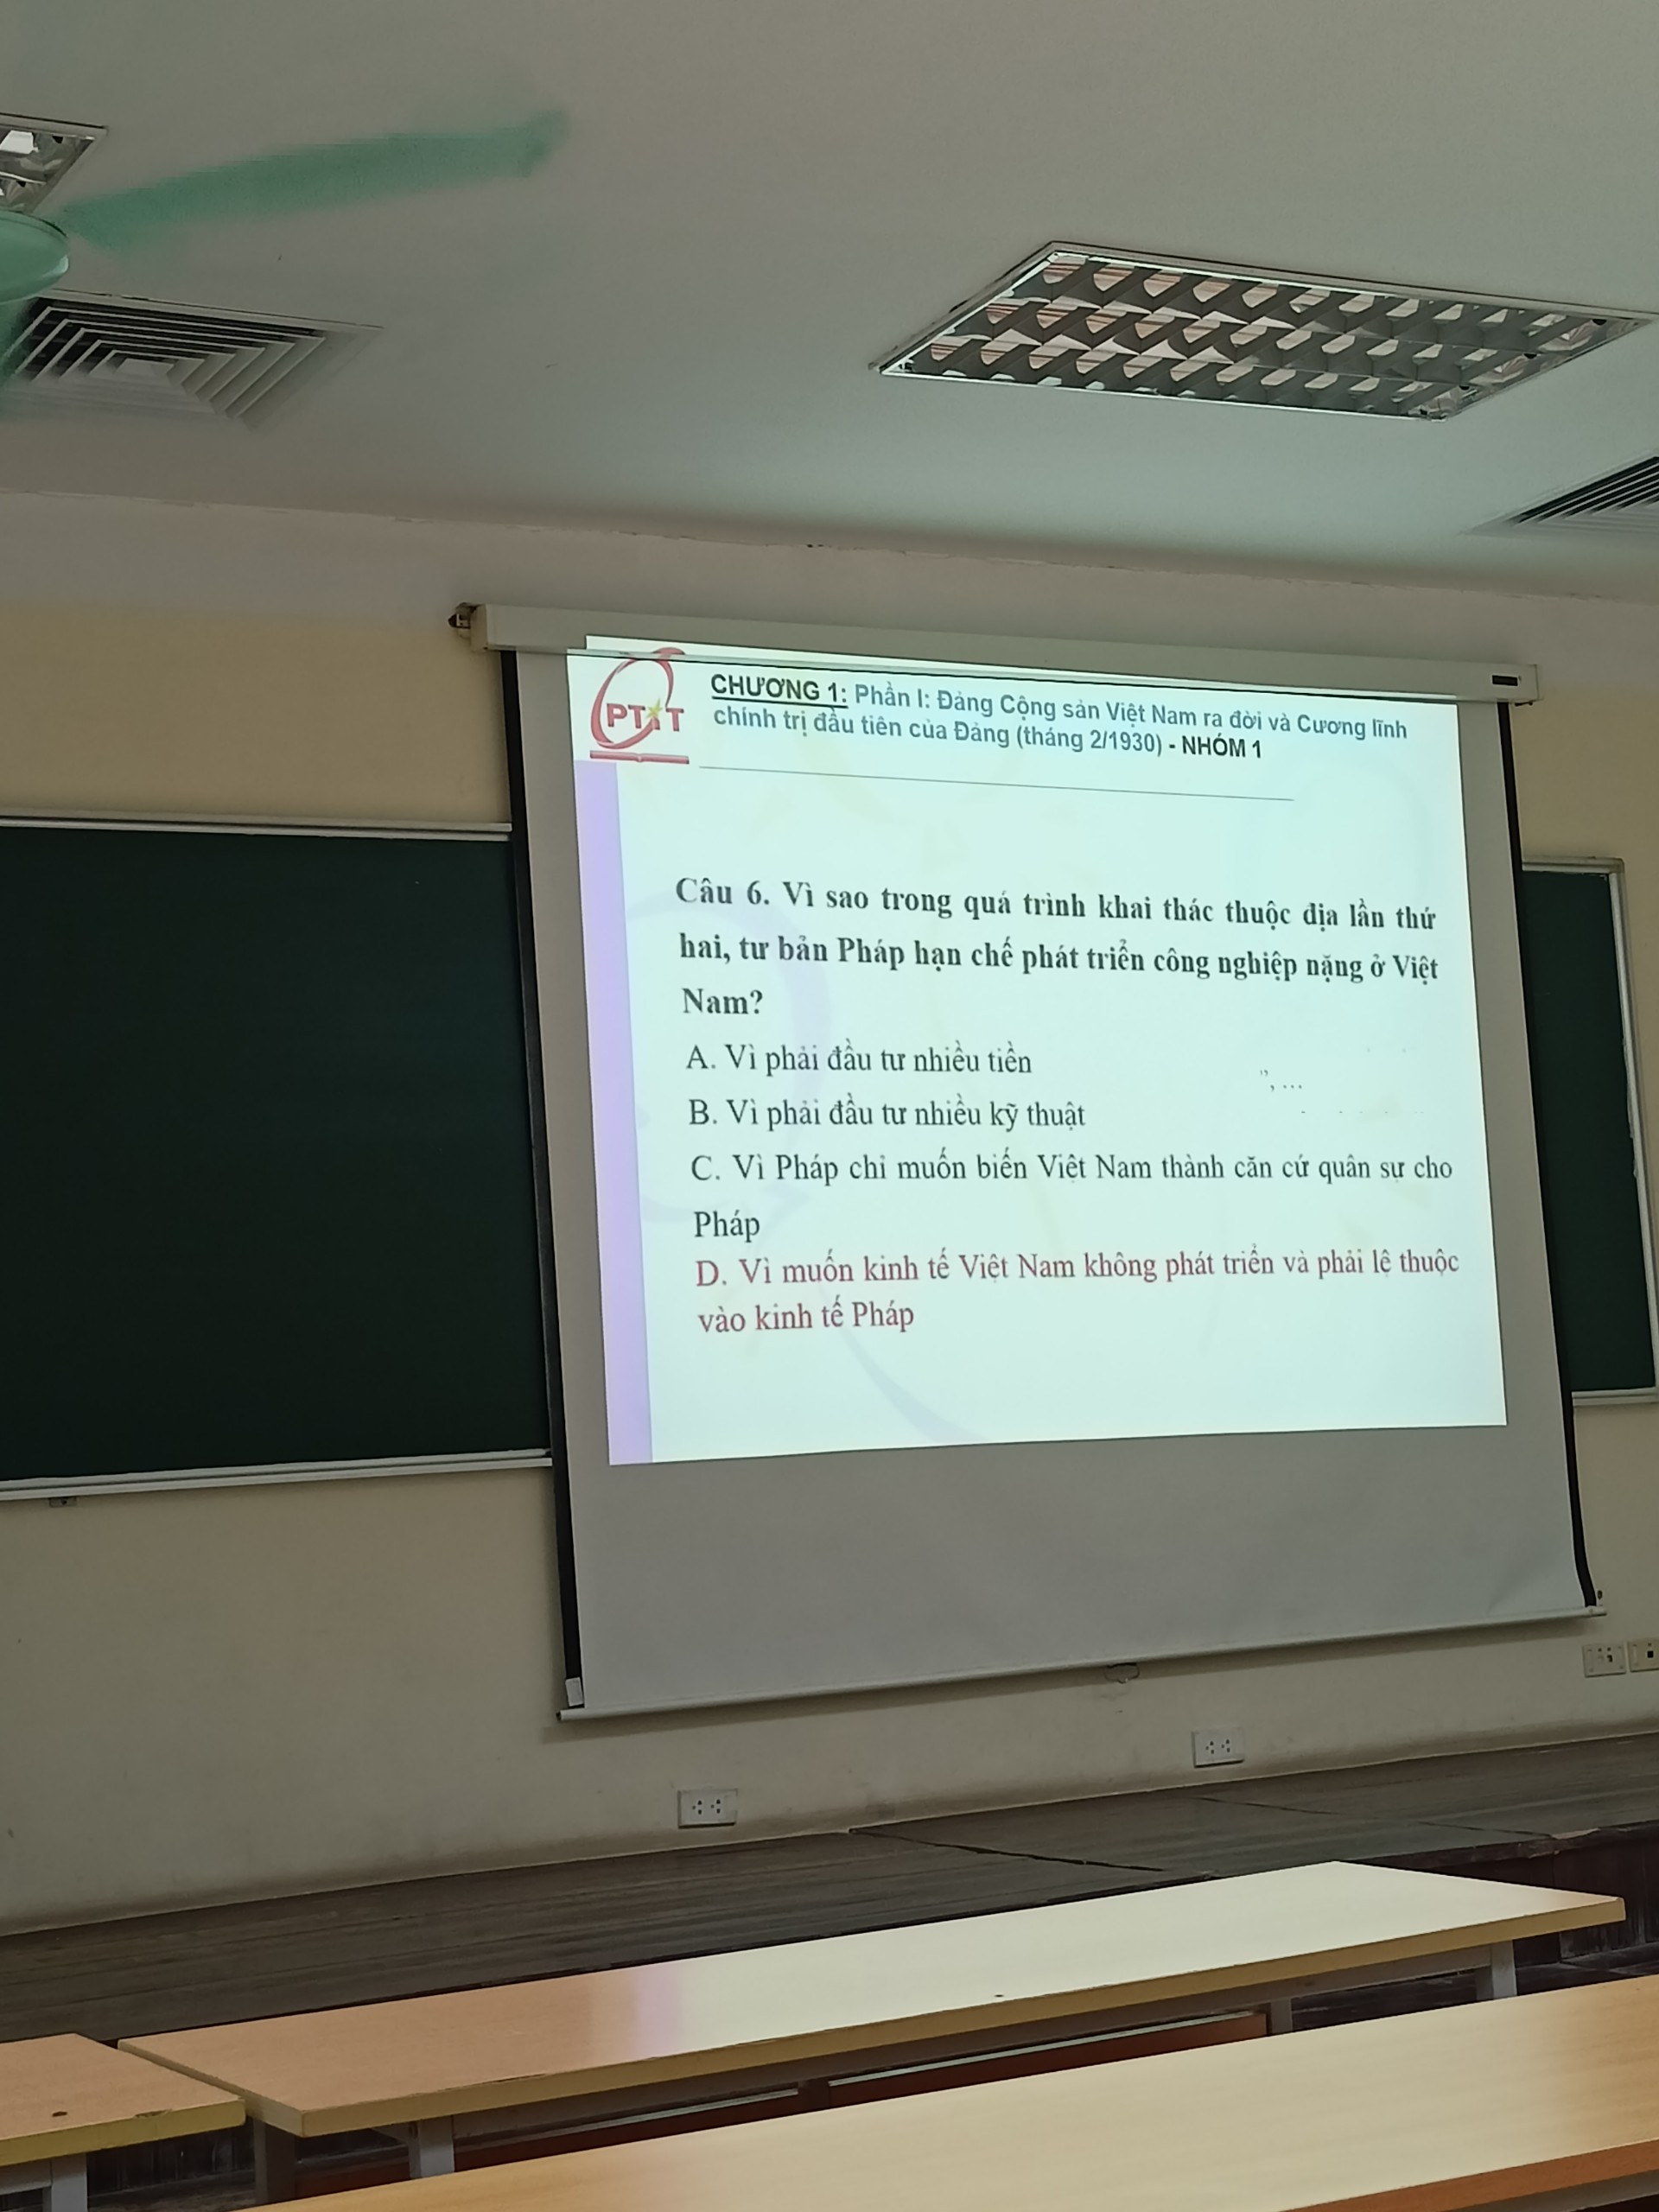 PTIT
CHƯƠNG 1: Phần I: Đảng Cộng sản Việt Nam ra đời và Cương lĩnh
chính trị đầu tiên của Đảng (tháng 2/1930) - NHÓM 1
Câu 6. Vì sao trong quá trình khai thác thuộc địa lần thứ
hai, tư bản Pháp hạn chế phát triển công nghiệp nặng ở Việt
Nam?
A. Vì phải đầu tư nhiều tiền
”, ...
B. Vì phải đầu tư nhiều kỹ thuật
C. Vì Pháp chỉ muốn biến Việt Nam thành căn cứ quân sự cho
Pháp
D. Vì muốn kinh tế Việt Nam không phát triển và phải lệ thuộc
vào kinh tế Pháp